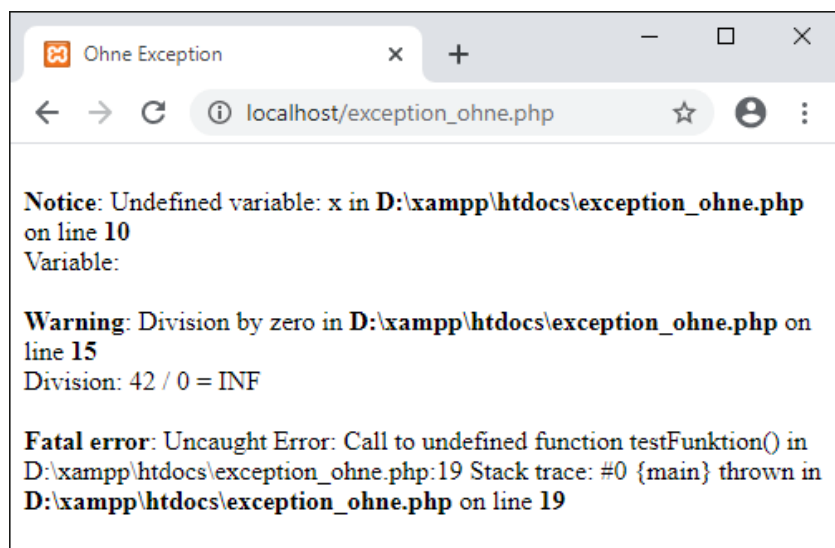 Ohne Exception
localhost/exception_ohne.php
Notice: Undefined variable: x in D:\xampp\htdocs\exception_ohne.php
on line 10
Variable:
Warning: Division by zero in D:\xampp\htdocs\exception_ohne.php on
line 15
Division: 42 / 0 = INF
Fatal error: Uncaught Error: Call to undefined function testFunktion() in
D:\xampp\htdocs\exception_ohne.php:19 Stack trace: #0 {main} thrown in
D:\xampp\htdocs\exception_ohne.php on line 19